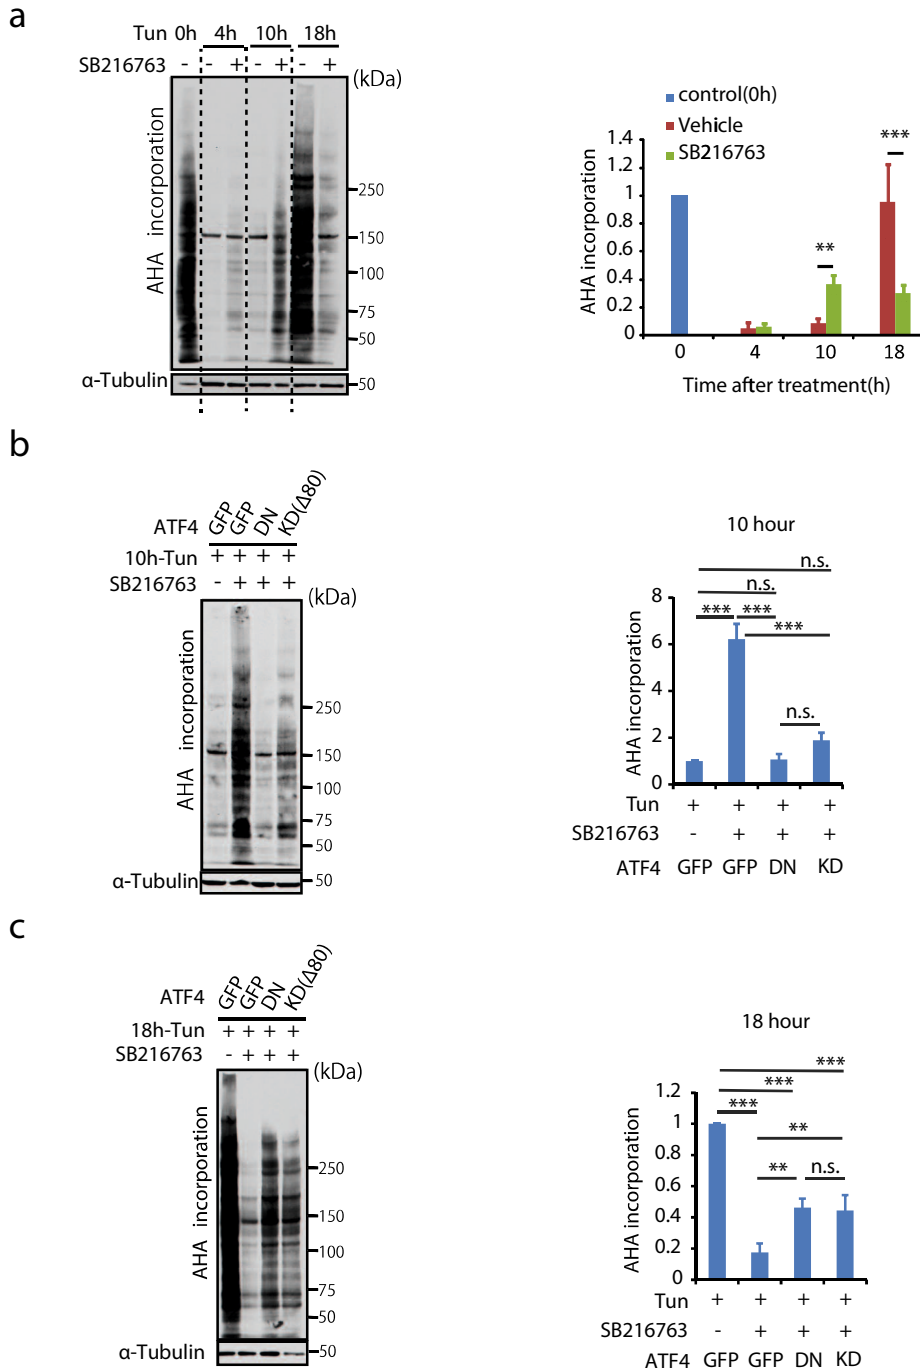 a
Tun 0h 4h 10h 18h
SB216763 - - + - + - +
(kDa)
AHA incorporation
250
150
100
75
50
α-Tubulin 50
control(0h)
Vehicle
SB216763
AHA incorporation
1.4
1.2
1
0.8
0.6
0.4
0.2
0
** ***
0 4 10 18
Time after treatment(h)
b
ATF4 GFP GFP DN KD(Δ80)
10h-Tun + + + +
SB216763 - + + +
(kDa)
AHA incorporation
250
150
100
75
50
α-Tubulin 50
10 hour
n.s.
n.s.
*** ***
***
n.s.
AHA incorporation
8
6
4
2
0
Tun + + + +
SB216763 - + + +
ATF4 GFP GFP DN KD
c
ATF4 GFP GFP DN KD(Δ80)
18h-Tun + + + +
SB216763 - + + +
(kDa)
AHA incorporation
250
150
100
75
50
α-Tubulin 50
18 hour
***
***
***
**
** n.s.
AHA incorporation
1.2
1
0.8
0.6
0.4
0.2
0
Tun + + + +
SB216763 - + + +
ATF4 GFP GFP DN KD